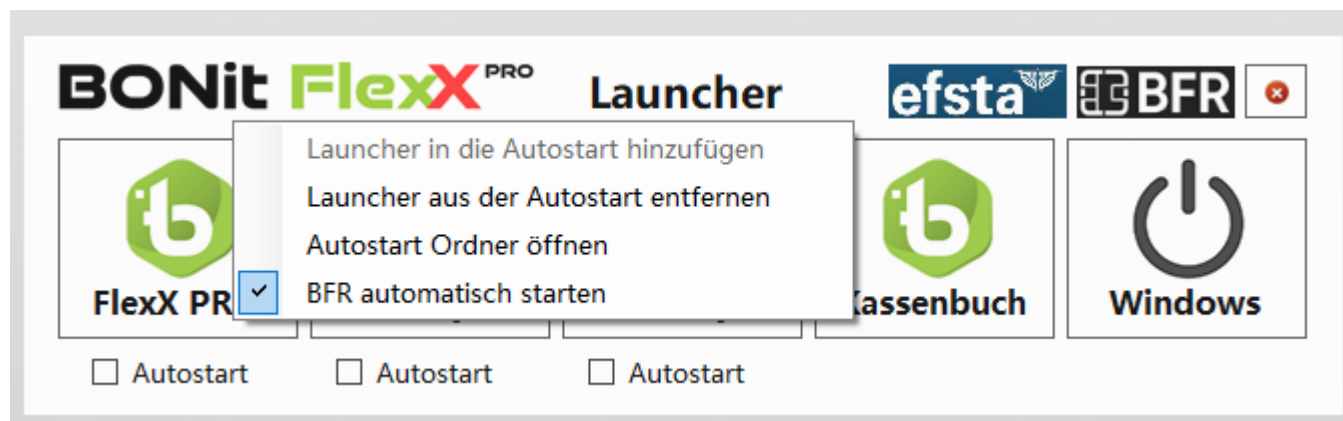 BONit FlexX PRO Launcher efsta BFR
Launcher in die Autostart hinzufügen
Launcher aus der Autostart entfernen
Autostart Ordner öffnen
BFR automatisch starten
FlexX PR
assenbuch
Windows
Autostart
Autostart
Autostart